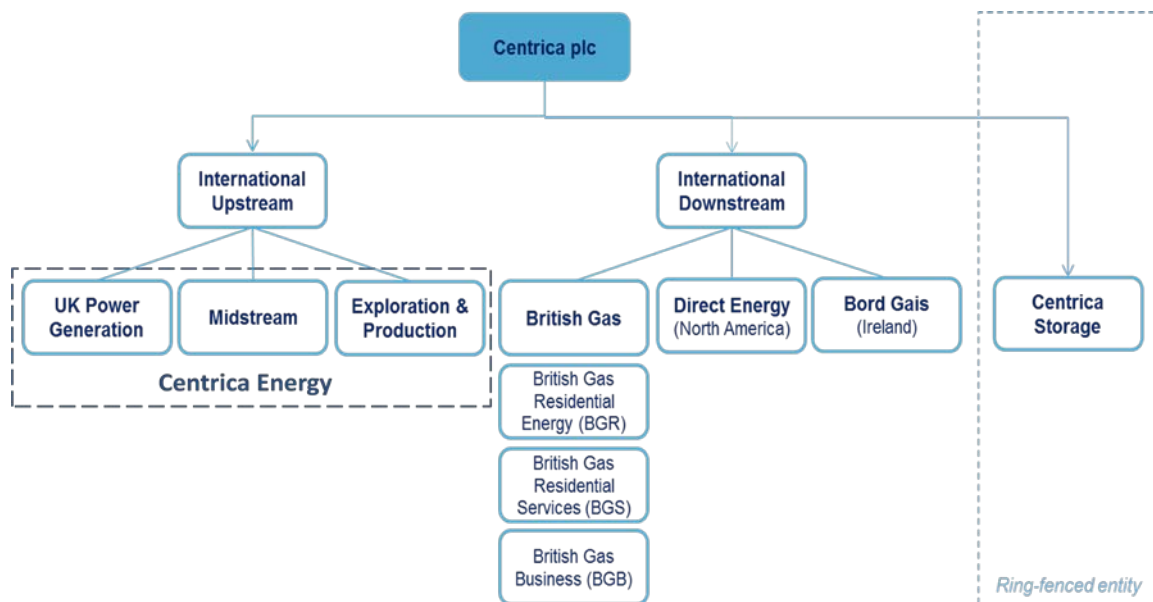 Centrica plc
International
Upstream
International
Downstream
UK Power
Generation
Midstream
Exploration &
Production
British Gas
Direct Energy
(North America)
Bord Gais
(Ireland)
Centrica
Storage
Centrica Energy
British Gas
Residential
Energy (BGR)
British Gas
Residential
Services (BGS)
British Gas
Business (BGB)
Ring-fenced entity